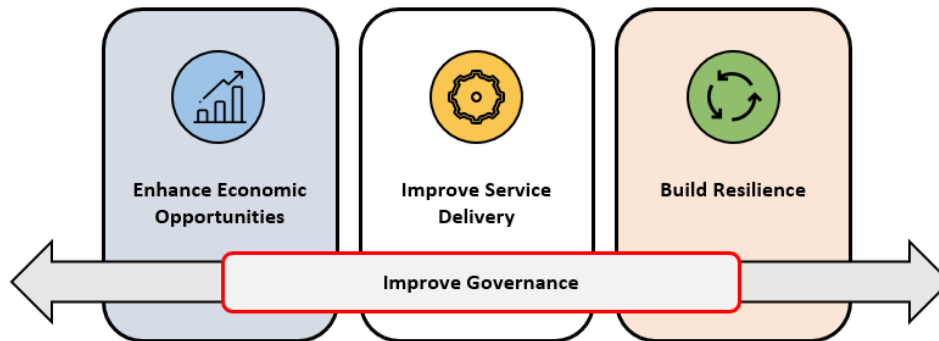 Enhance Economic
Opportunities
Improve Service
Delivery
Build Resilience
Improve Governance